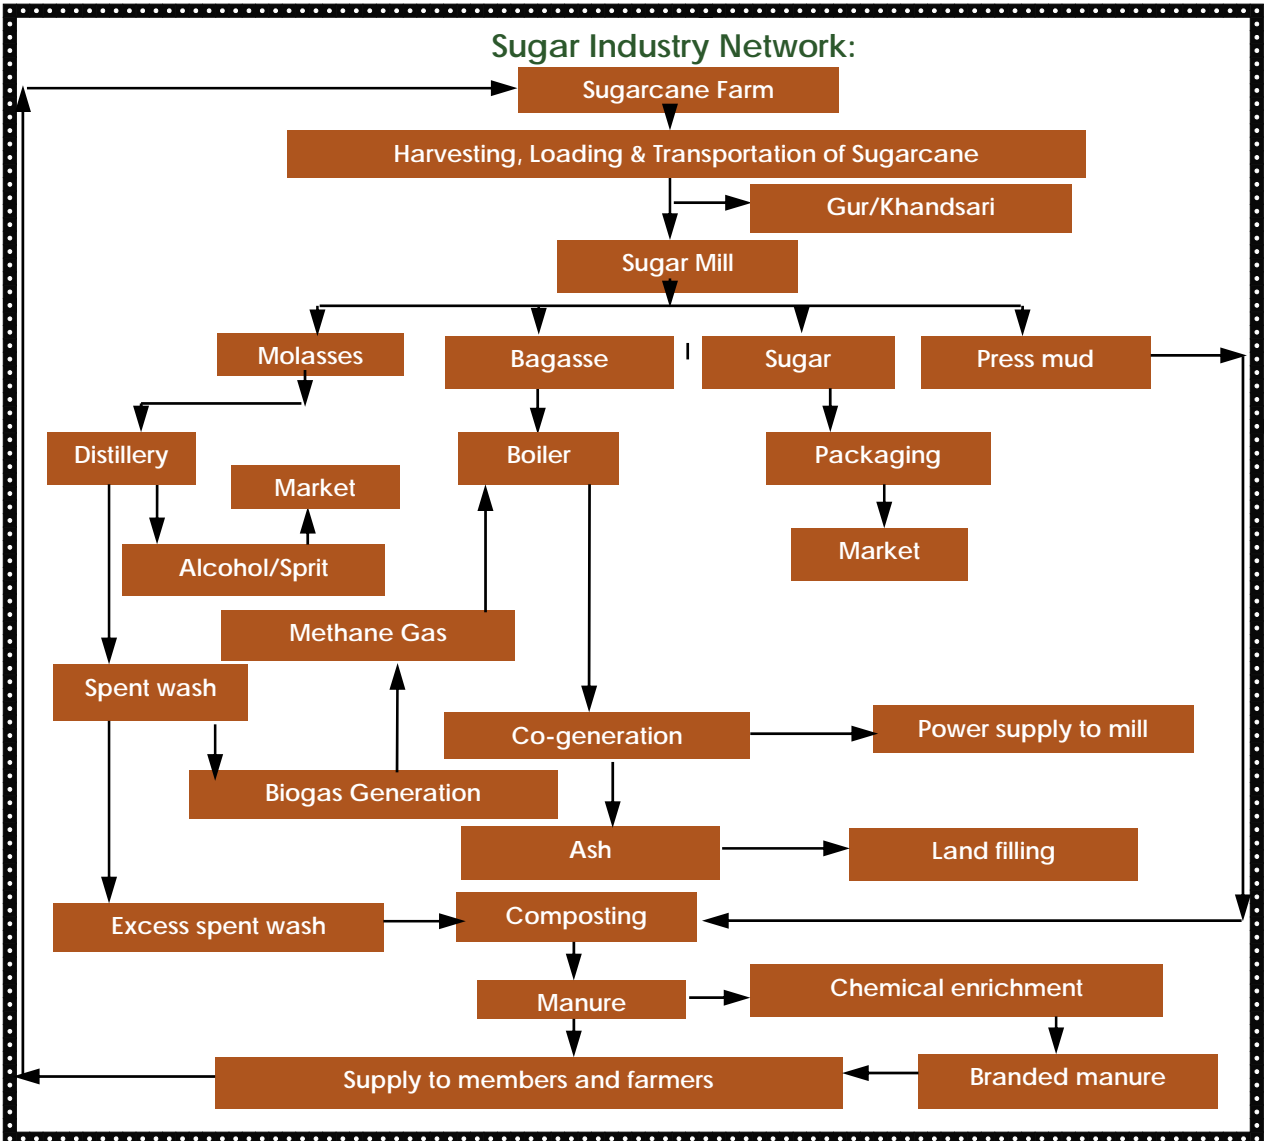 Sugar Industry Network:
Sugarcane Farm
Harvesting, Loading & Transportation of Sugarcane
Gur/Khandsari
Sugar Mill
Molasses
Bagasse
Sugar
Press mud
Distillery
Boiler
Packaging
Market
Market
Alcohol/Sprit
Methane Gas
Spent wash
Co-generation
Power supply to mill
Biogas Generation
Ash
Land filling
Excess spent wash
Composting
Manure
Chemical enrichment
Supply to members and farmers
Branded manure